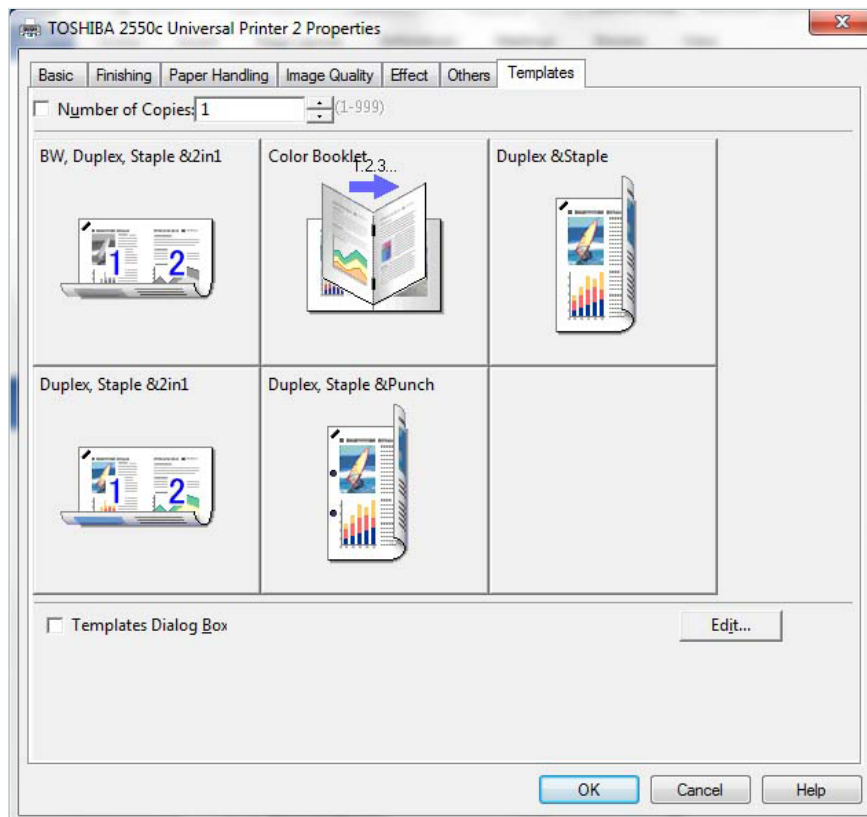 TOSHIBA 2550c Universal Printer 2 Properties
Basic Finishing Paper Handling Image Quality Effect Others Templates
Number of Copies: 1 (1-999)
BW, Duplex, Staple &2in1 Color Booklet Duplex &Staple
1.2.3...
1 2
Duplex, Staple &2in1 Duplex, Staple &Punch
1 2
Templates Dialog Box Edit...
OK Cancel Help